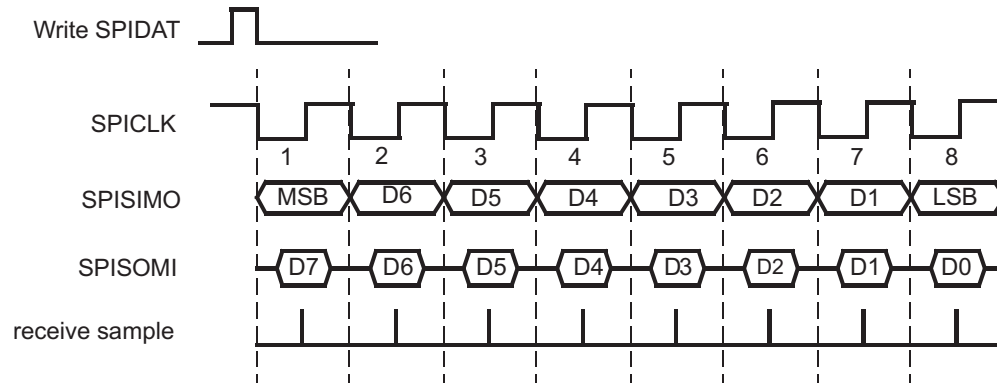 Write SPIDAT
SPICLK
1 2 3 4 5 6 7 8
SPISIMO MSB D6 D5 D4 D3 D2 D1 LSB
SPISOMI D7 D6 D5 D4 D3 D2 D1 D0
receive sample